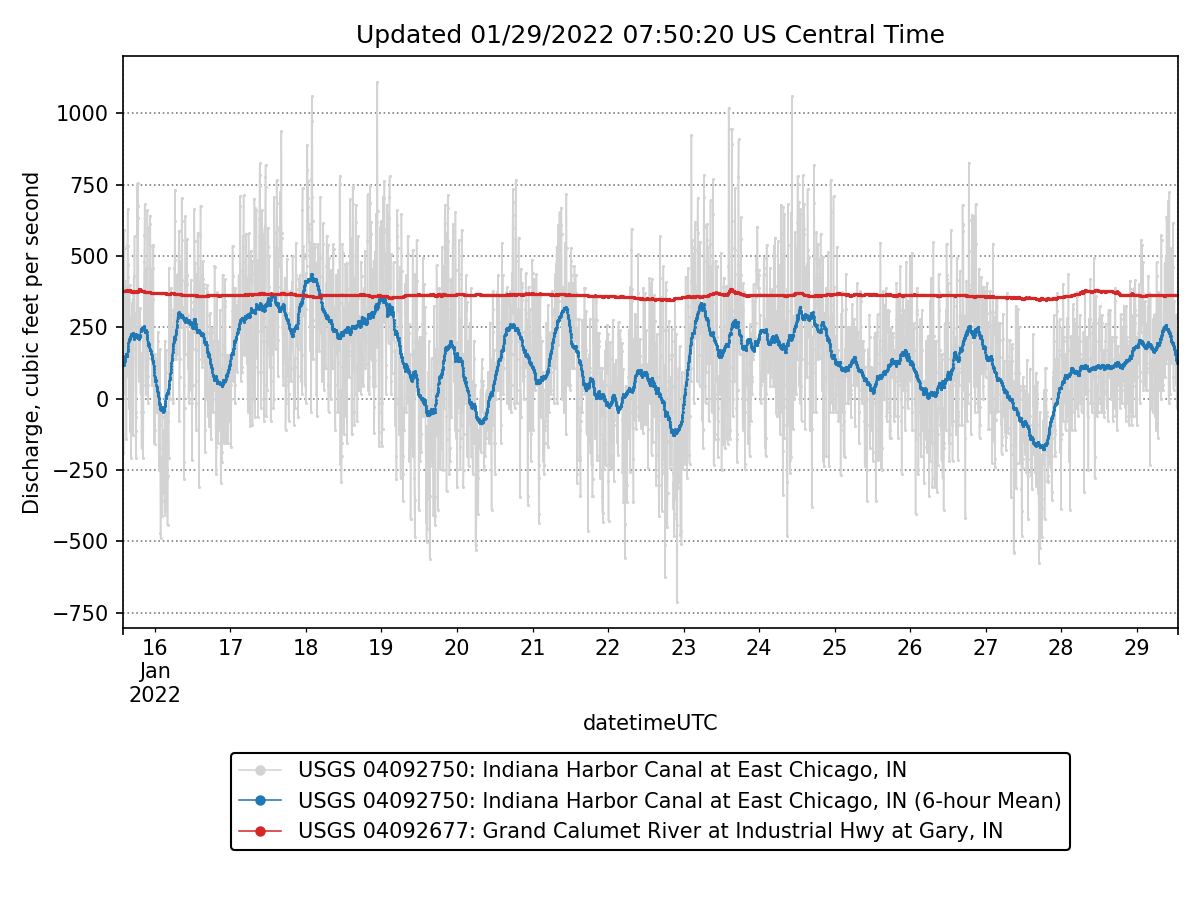 Updated 01/29/2022 07:50:20 US Central Time
Discharge, cubic feet per second
1000
750
500
250
0
−250
−500
−750
16 17 18 19 20 21 22 23 24 25 26 27 28 29
Jan
2022
datetimeUTC
USGS 04092750: Indiana Harbor Canal at East Chicago, IN
USGS 04092750: Indiana Harbor Canal at East Chicago, IN (6-hour Mean)
USGS 04092677: Grand Calumet River at Industrial Hwy at Gary, IN